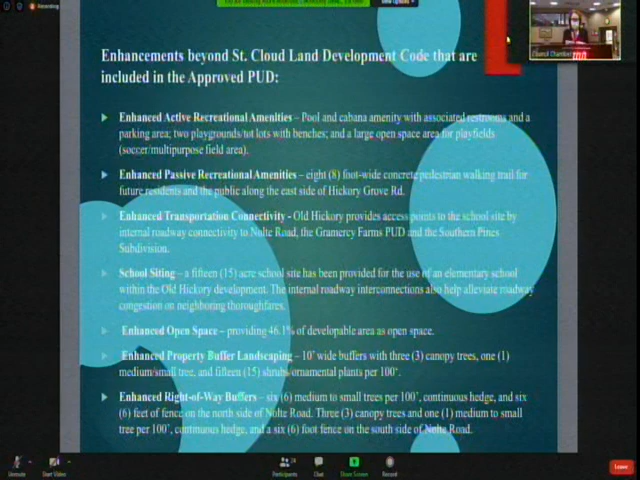 Recording
View Options
Enhancements beyond St. Cloud Land Development Code that are
included in the Approved PUD:
Enhanced Active Recreational Amenities – Pool and cabana amenity with associated restrooms and a
parking area; two playgrounds/tot lots with benches; and a large open space area for playfields
(soccer/multipurpose field area).
Enhanced Passive Recreational Amenities – eight (8) foot-wide concrete pedestrian walking trail for
future residents and the public along the east side of Hickory Grove Rd.
Enhanced Transportation Connectivity - Old Hickory provides access points to the school site by
internal roadway connectivity to Nolte Road, the Gramercy Farms PUD and the Southern Pines
Subdivision.
School Siting – a fifteen (15) acre school site has been provided for the use of an elementary school
within the Old Hickory development. The internal roadway interconnections also help alleviate roadway
congestion on neighboring thoroughfares.
Enhanced Open Space – providing 46.1% of developable area as open space.
Enhanced Property Buffer Landscaping – 10' wide buffers with three (3) canopy trees, one (1)
medium/small tree, and fifteen (15) shrubs/ornamental plants per 100'.
Enhanced Right-of-Way Buffers – six (6) medium to small trees per 100', continuous hedge, and six
(6) feet of fence on the north side of Nolte Road. Three (3) canopy trees and one (1) medium to small
tree per 100', continuous hedge, and a six (6) foot fence on the south side of Nolte Road.
Council Chamber
Unmute
Start Video
24
Participants
Chat
Share Screen
Record
Leave